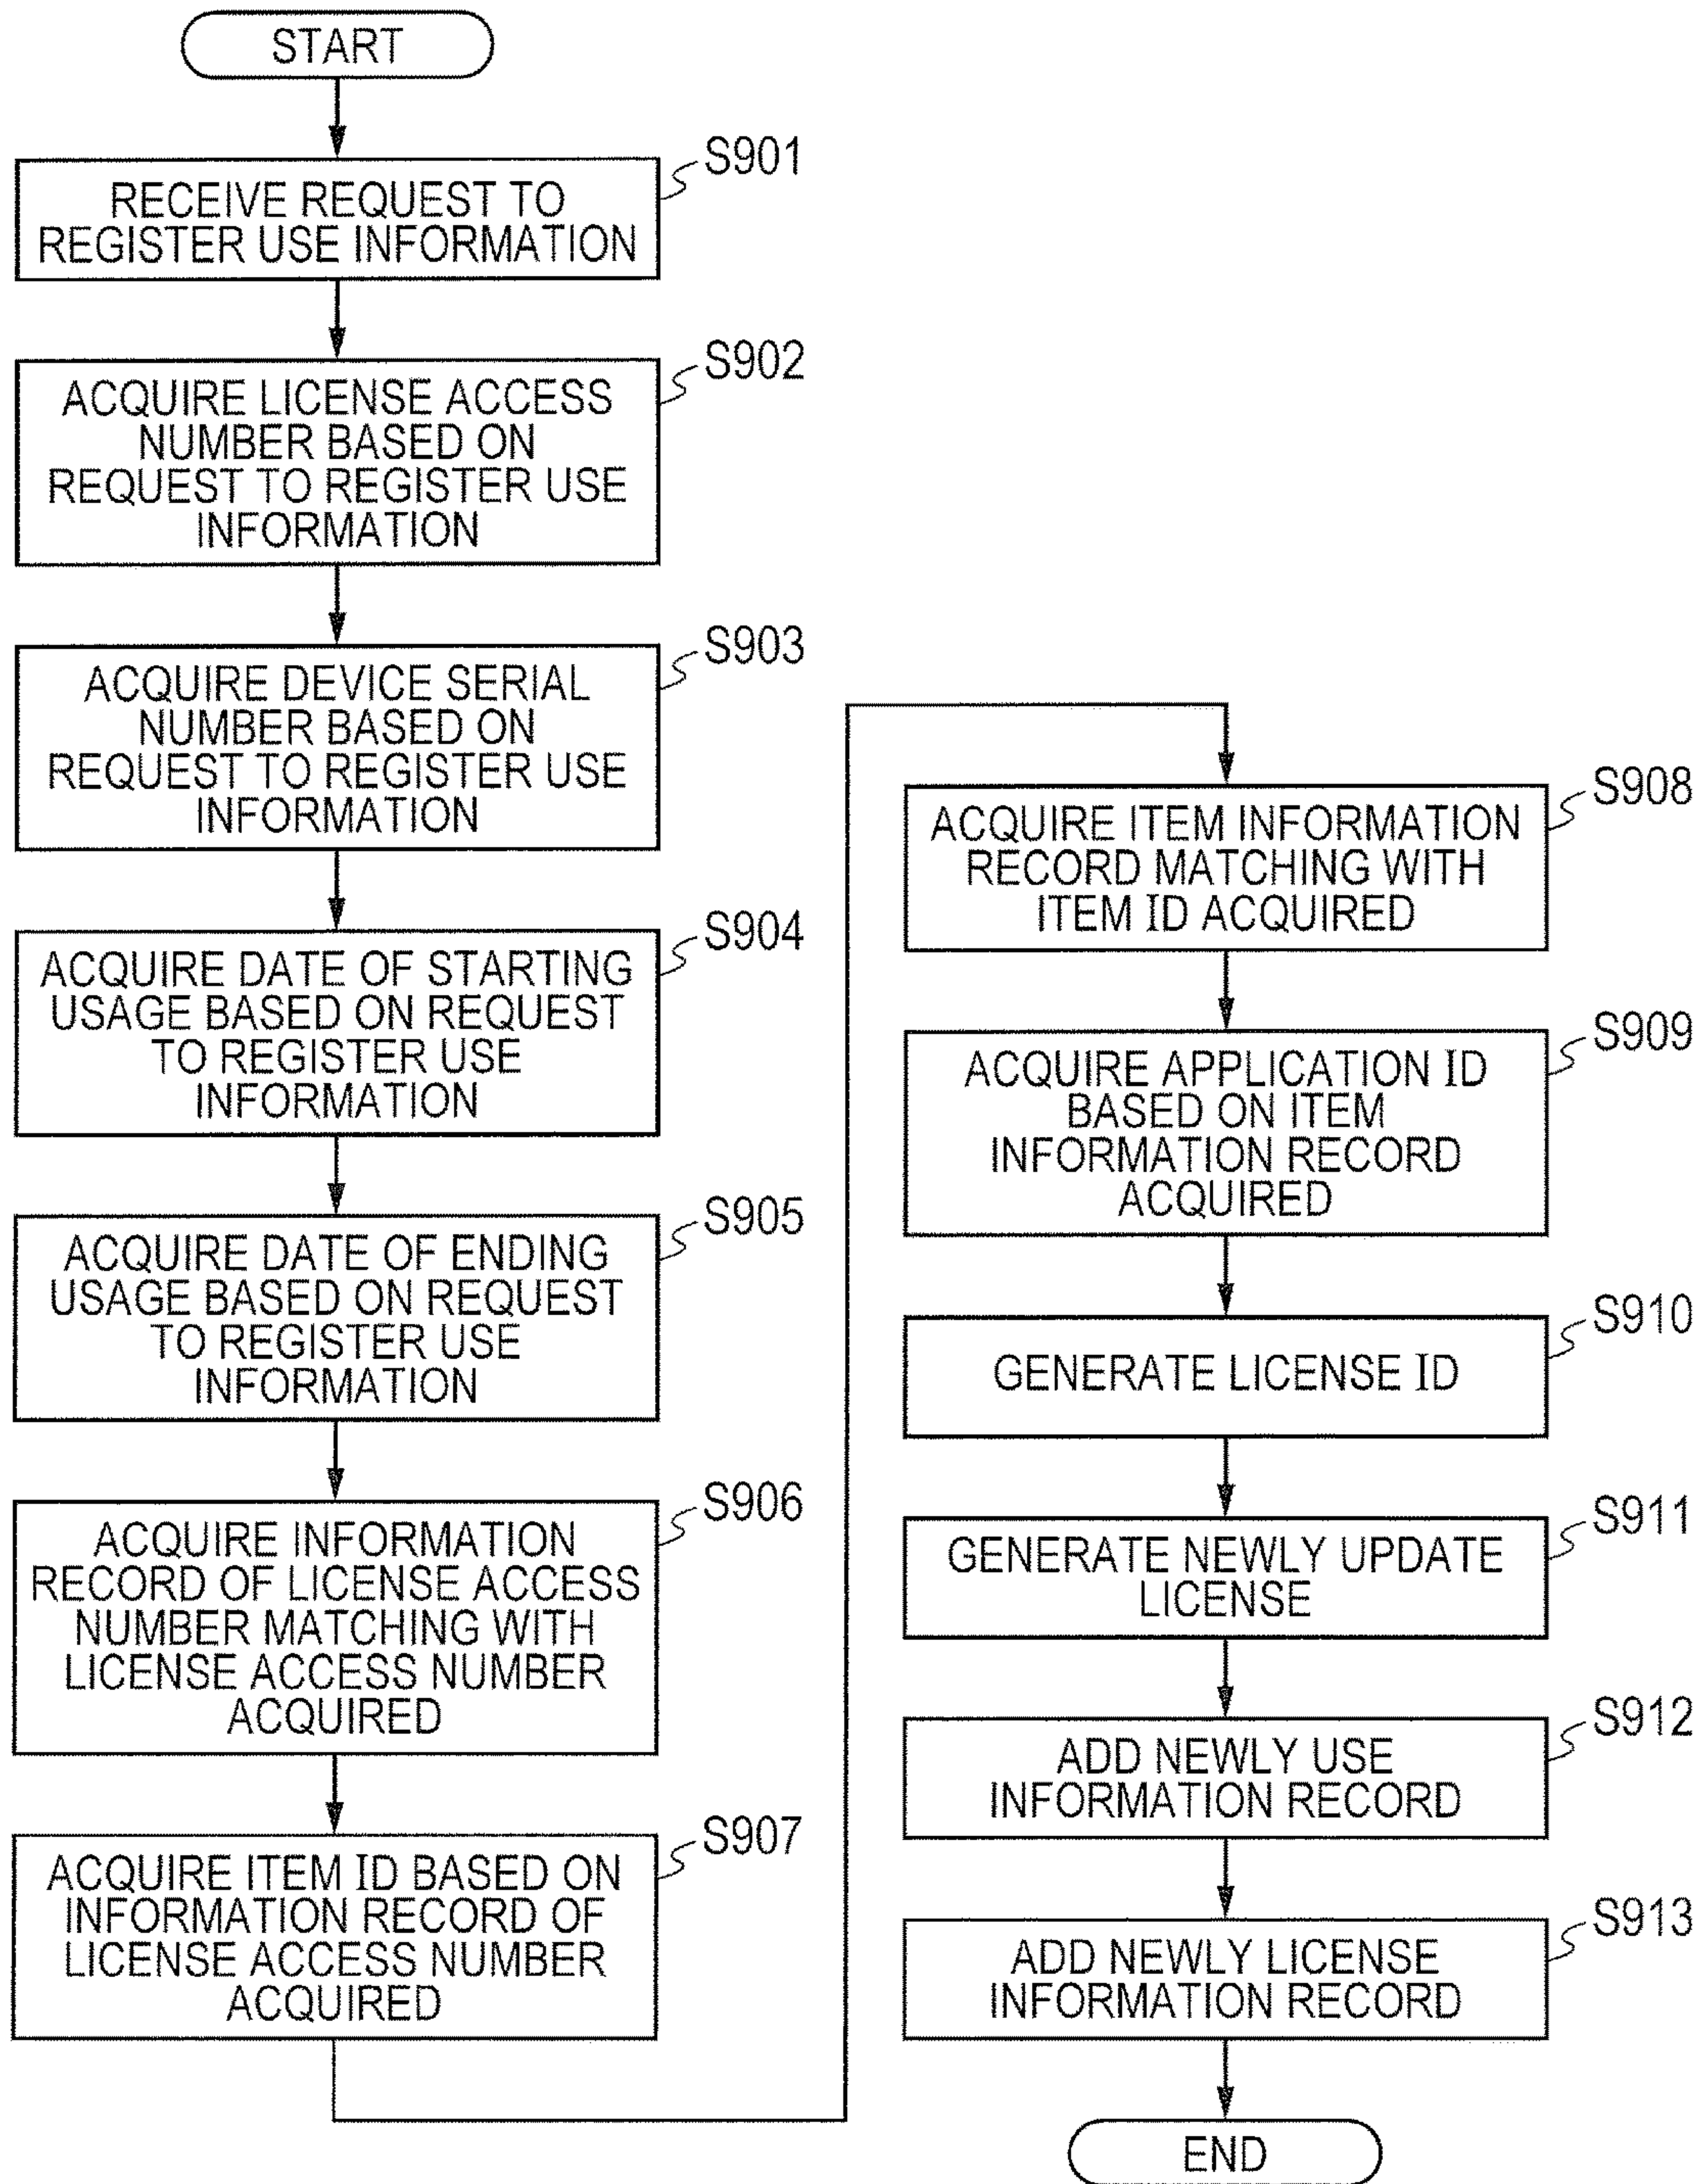 START
S901
RECEIVE REQUEST TO
REGISTER USE INFORMATION
S902
ACQUIRE LICENSE ACCESS
NUMBER BASED ON
REQUEST TO REGISTER USE
INFORMATION
S903
ACQUIRE DEVICE SERIAL
NUMBER BASED ON
REQUEST TO REGISTER USE
INFORMATION
S904
ACQUIRE DATE OF STARTING
USAGE BASED ON REQUEST
TO REGISTER USE
INFORMATION
S905
ACQUIRE DATE OF ENDING
USAGE BASED ON REQUEST
TO REGISTER USE
INFORMATION
S906
ACQUIRE INFORMATION
RECORD OF LICENSE ACCESS
NUMBER MATCHING WITH
LICENSE ACCESS NUMBER
ACQUIRED
S907
ACQUIRE ITEM ID BASED ON
INFORMATION RECORD OF
LICENSE ACCESS NUMBER
ACQUIRED
S908
ACQUIRE ITEM INFORMATION
RECORD MATCHING WITH
ITEM ID ACQUIRED
S909
ACQUIRE APPLICATION ID
BASED ON ITEM
INFORMATION RECORD
ACQUIRED
S910
GENERATE LICENSE ID
S911
GENERATE NEWLY UPDATE
LICENSE
S912
ADD NEWLY USE
INFORMATION RECORD
S913
ADD NEWLY LICENSE
INFORMATION RECORD
END